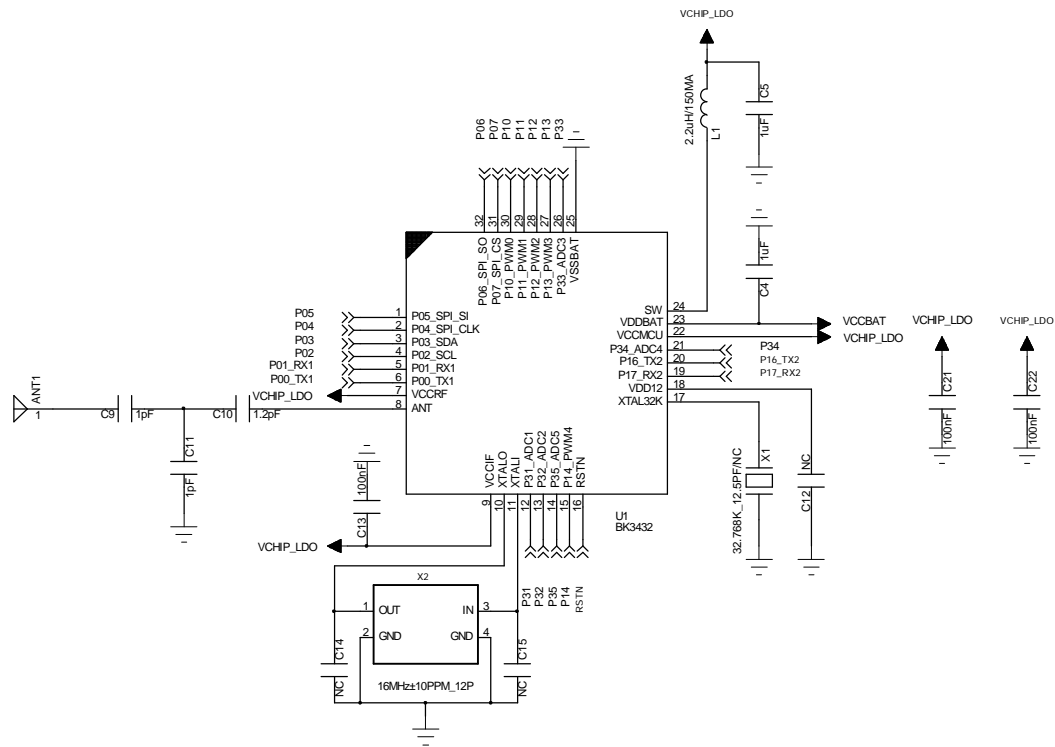 VCHIP_LDO
2.2uH/150MA
L1
C5
1uF
P06
P07
P10
P11
P12
P13
P33
32
31
30
29
28
27
26
25
P06_SPI_SO
P07_SPI_CS
P10_PWM0
P11_PWM1
P12_PWM2
P13_PWM3
P33_ADC3
VSSBAT
1uF
C4
P05
P04
P03
P02
P01_RX1
P00_TX1
VCHIP_LDO
1
2
3
4
5
6
7
8
P05_SPI_SI
P04_SPI_CLK
P03_SDA
P02_SCL
P01_RX1
P00_TX1
VCCRF
ANT
SW
VDDBAT
VCCMCU
P34_ADC4
P16_TX2
P17_RX2
VDD12
XTAL32K
24
23
22
21
20
19
18
17
VCCBAT
VCHIP_LDO
P34
P16_TX2
P17_RX2
VCHIP_LDO
C21
100nF
VCHIP_LDO
C22
100nF
ANT1
1
C9
1pF
C10
1.2pF
C11
1pF
VCCIF
XTALO
XTALI
P31_ADC1
P32_ADC2
P35_ADC5
P14_PWM4
RSTN
9
10
11
12
13
14
15
16
U1
BK3432
100nF
C13
VCHIP_LDO
P31
P32
P35
P14
RSTN
32.768K_12.5PF/NC
X1
NC
C12
X2
1
OUT
IN
3
2
GND
GND
4
C14
NC
C15
NC
16MHz±10PPM_12P